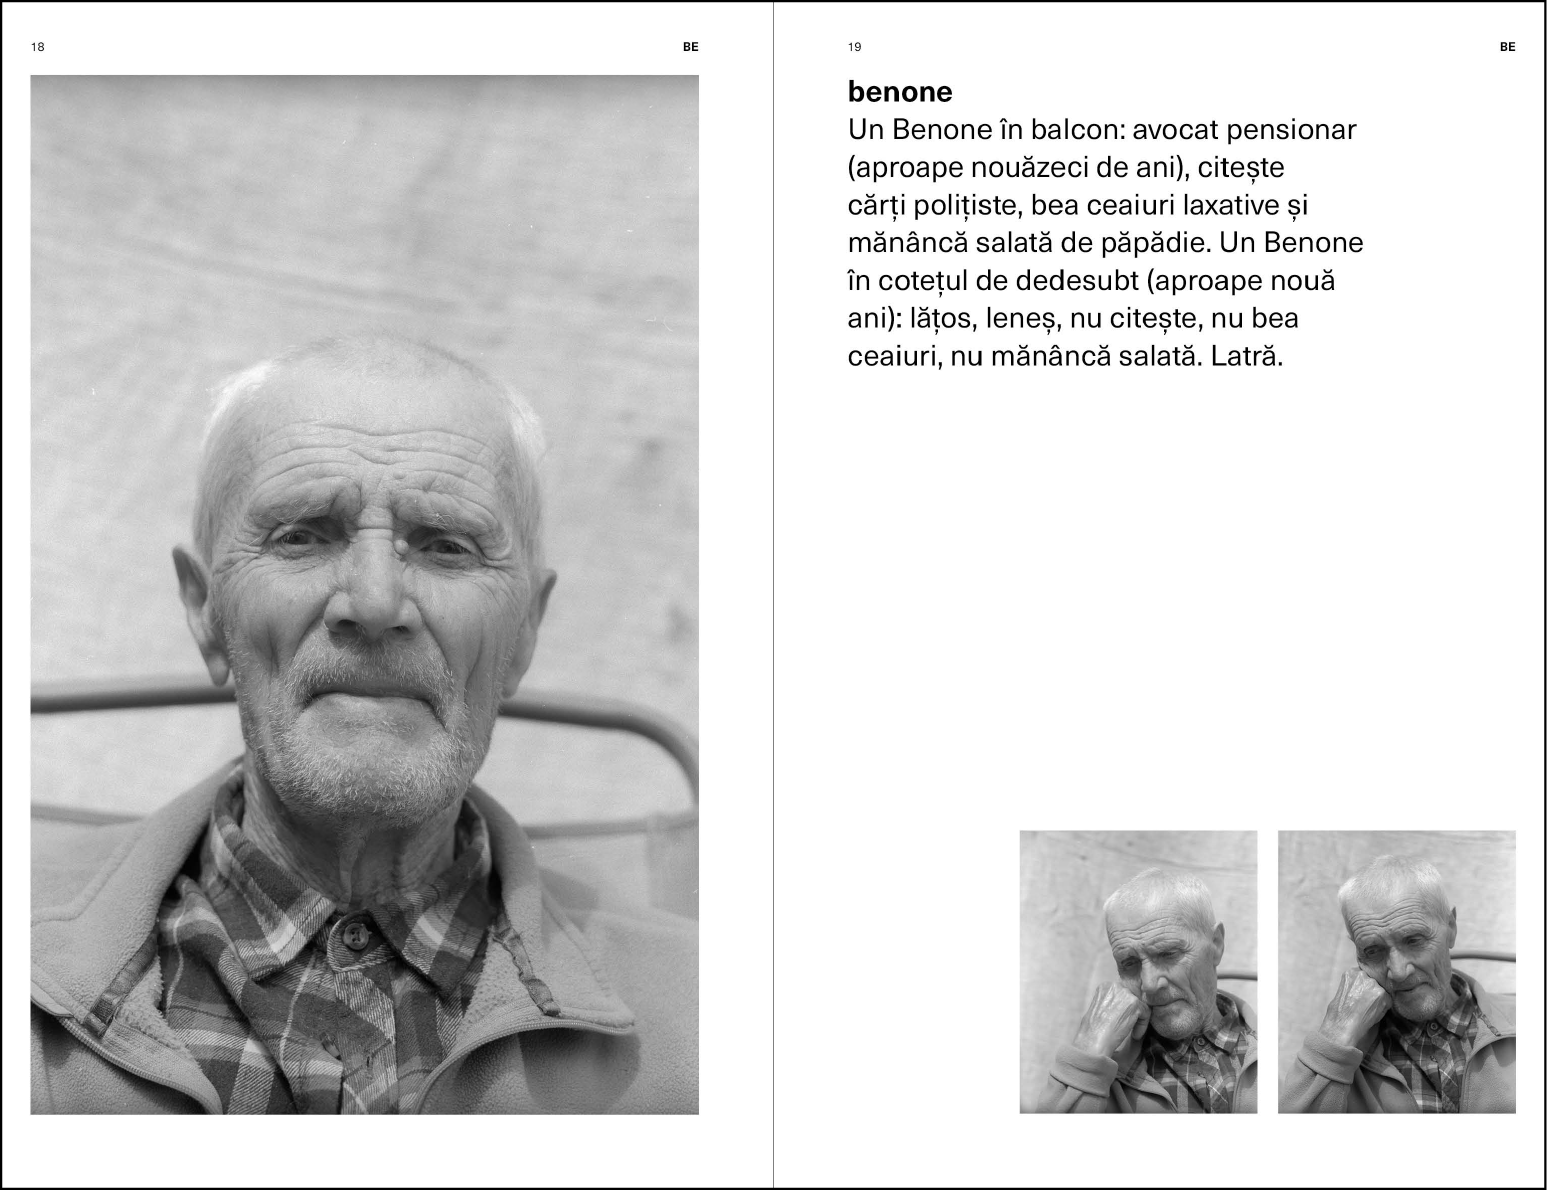 18
BE
19
BE
benone
Un Benone în balcon: avocat pensionar
(aproape nouăzeci de ani), citește
cărți polițiste, bea ceaiuri laxative și
mănâncă salată de păpădie. Un Benone
în cotețul de dedesubt (aproape nouă
ani): lățos, leneș, nu citește, nu bea
ceaiuri, nu mănâncă salată. Latră.